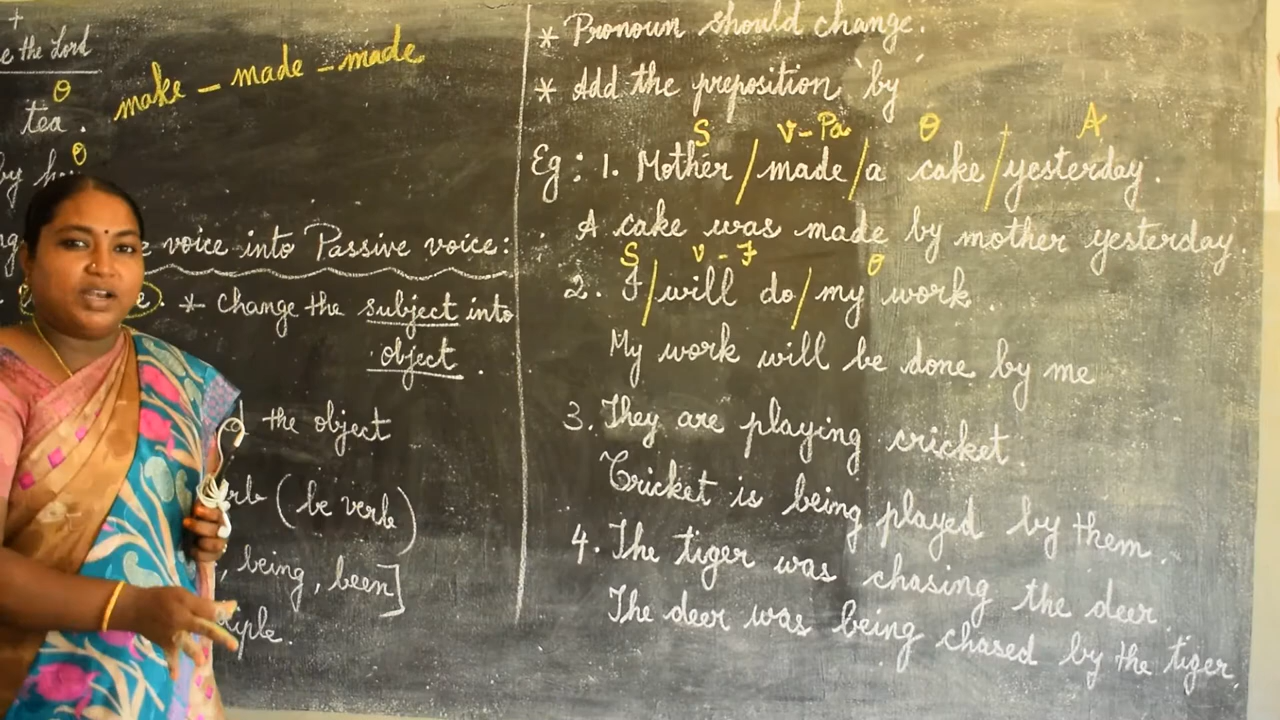 +
the Lord
O
tea.
O
by
make – made – made
voice into Passive voice:
* Change the subject into
object.
the object
(be verb)
, being, been]
* Pronoun should change.
* Add the preposition 'by'
S V-Pa O A
Eg: 1. Mother / made / a cake / yesterday.
A cake was made by mother yesterday.
S V-F O
2. I / will do / my work.
My work will be done by me
3. They are playing cricket.
Cricket is being played by them.
4. The tiger was chasing the deer.
The deer was being chased by the tiger.